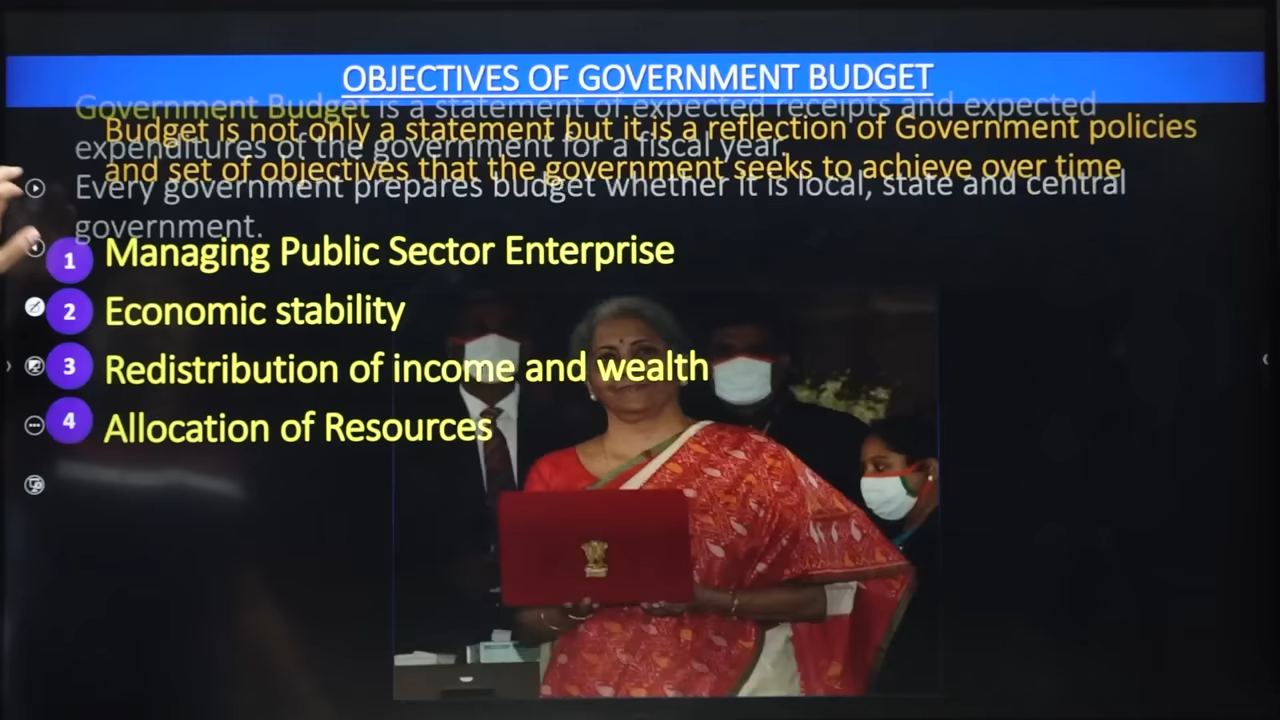 OBJECTIVES OF GOVERNMENT BUDGET
Government Budget is a statement of expected receipts and expected
expenditures of the government for a fiscal year.
Every government prepares budget whether it is local, state and central
government.
Budget is not only a statement but it is a reflection of Government policies
and set of objectives that the government seeks to achieve over time
1 Managing Public Sector Enterprise
2 Economic stability
3 Redistribution of income and wealth
4 Allocation of Resources